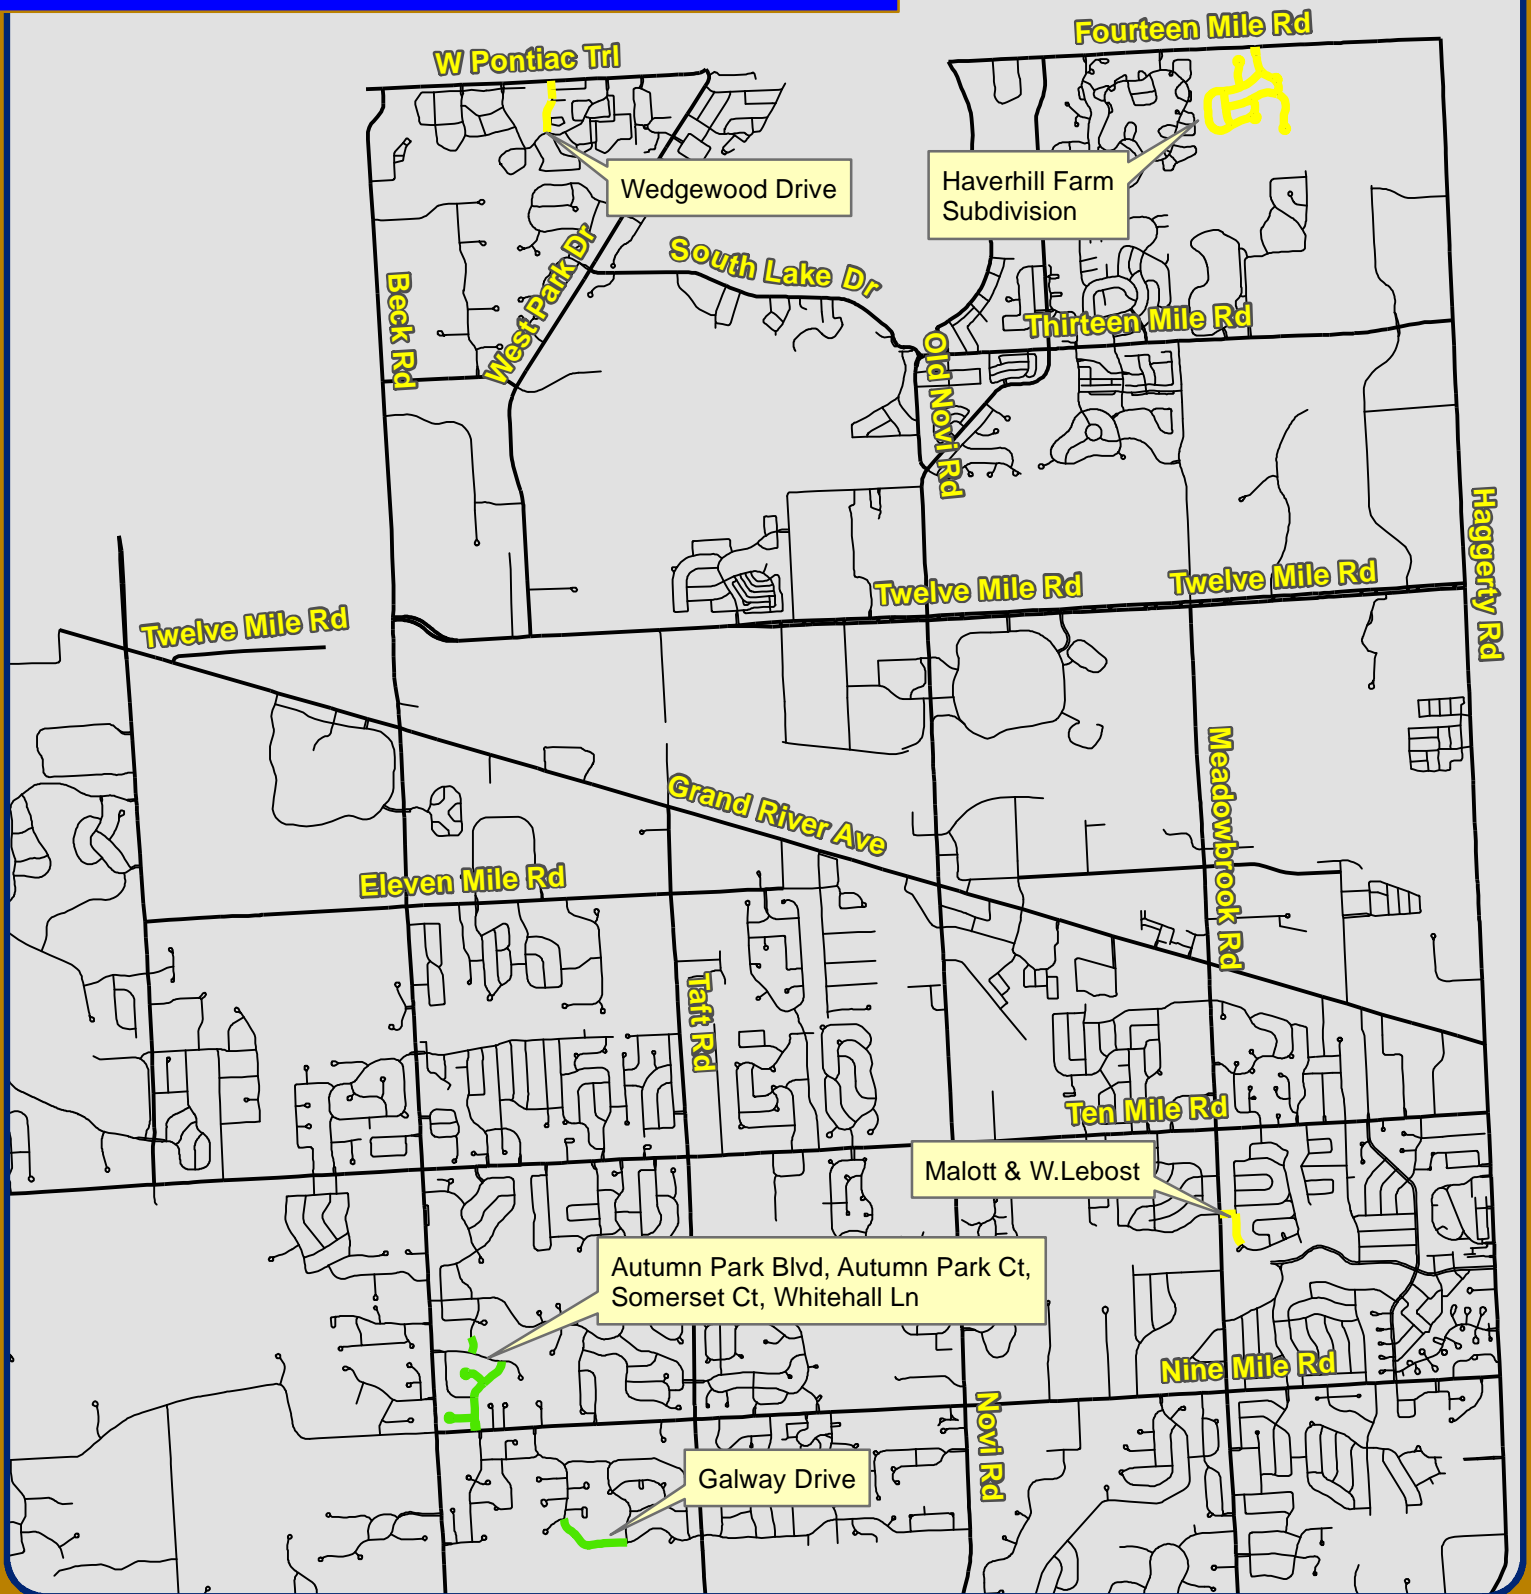 Fourteen Mile Rd
W Pontiac Trl
Wedgewood Drive
Haverhill Farm
Subdivision
South Lake Dr
West Park Dr
Beck Rd
Thirteen Mile Rd
Old Novi Rd
Haggerty Rd
Twelve Mile Rd
Twelve Mile Rd
Twelve Mile Rd
Meadowbrook Rd
Grand River Ave
Eleven Mile Rd
Taft Rd
Ten Mile Rd
Malott & W.Lebost
Autumn Park Blvd, Autumn Park Ct,
Somerset Ct, Whitehall Ln
Nine Mile Rd
Novi Rd
Galway Drive